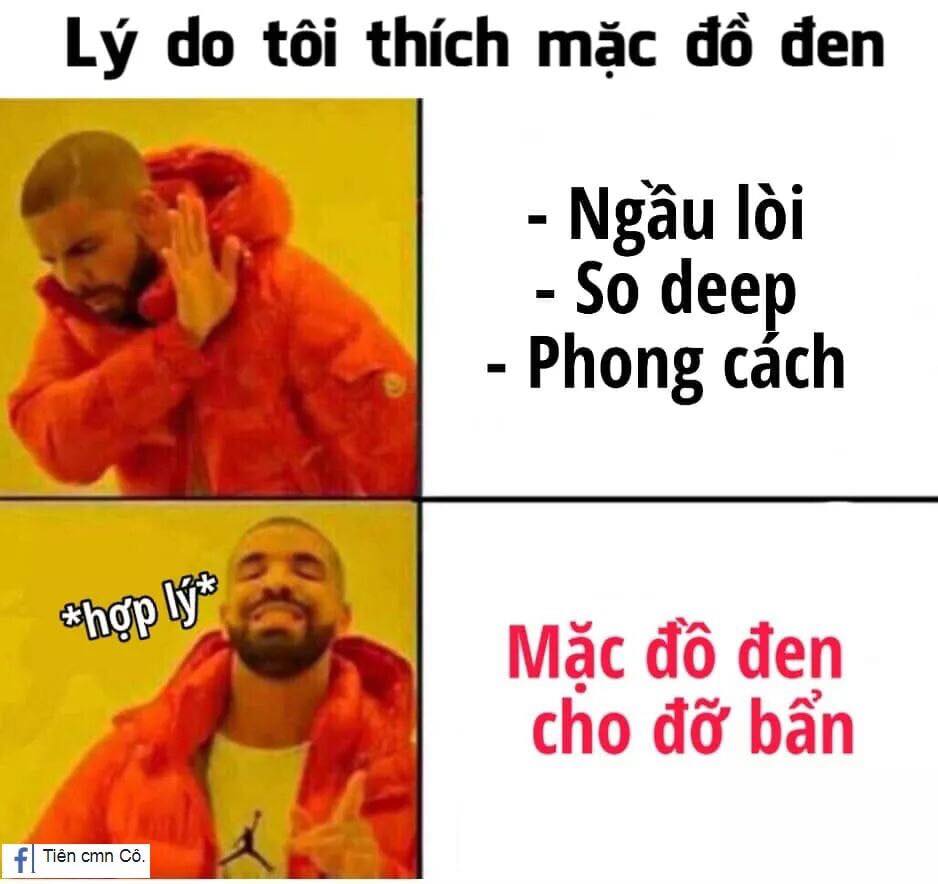 Lý do tôi thích mặc đồ đen
- Ngầu lòi
- So deep
- Phong cách
*hợp lý*
Mặc đồ đen
cho đỡ bẩn
f Tiên cmn Cô.